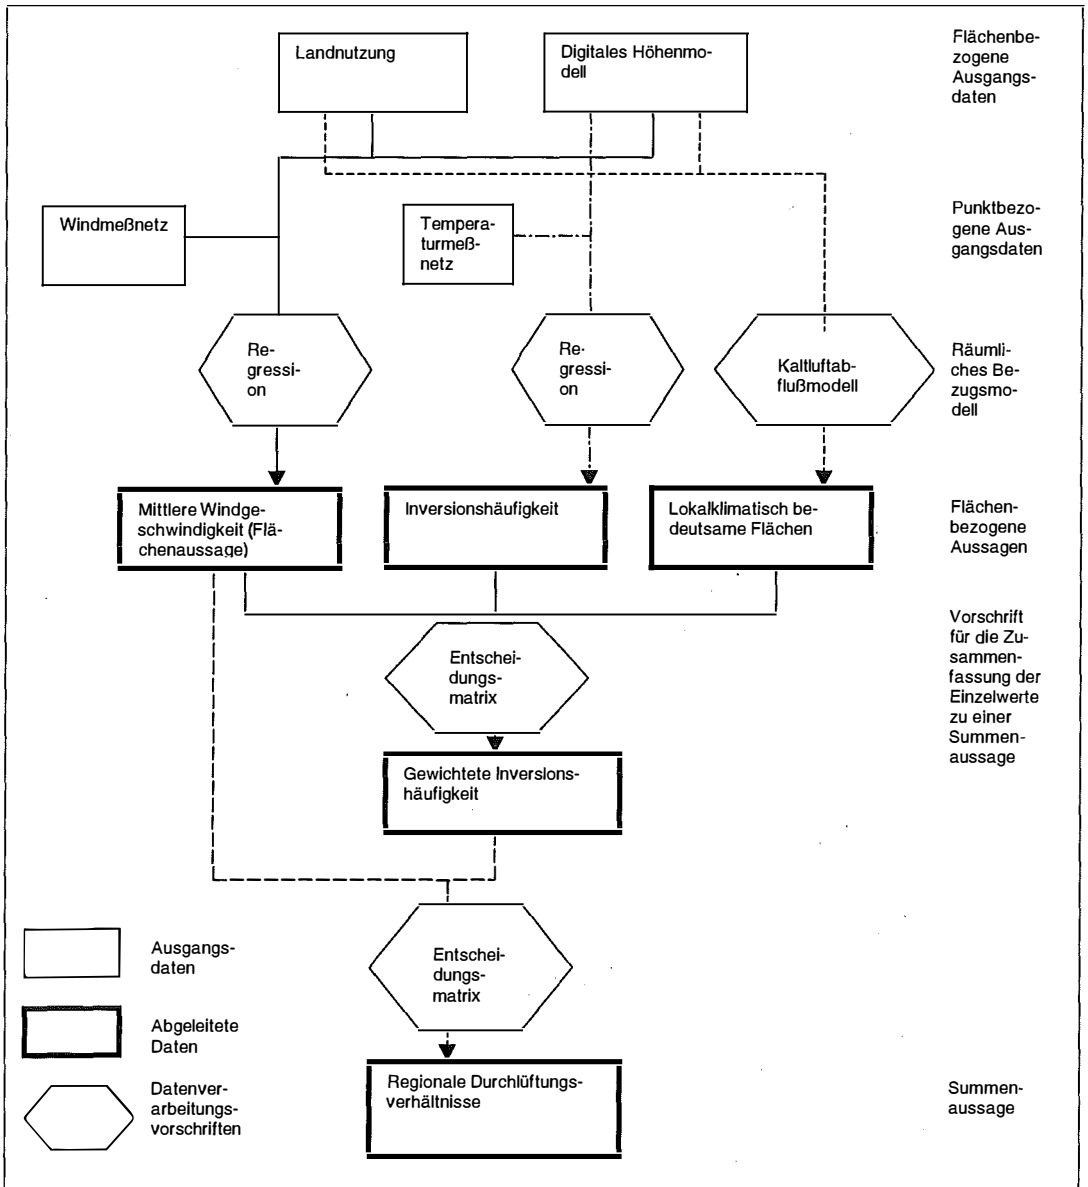 Landnutzung
Digitales Höhenmo-
dell
Flächenbe-
zogene
Ausgangs-
daten
Windmeßnetz
Tempera-
turmeß-
netz
Punktbezo-
gene Aus-
gangsdaten
Re-
gressi-
on
Re-
gressi-
on
Kaltluftab-
flußmodell
Räumli-
ches Be-
zugsmo-
dell
Mittlere Windge-
schwindigkeit (Flä-
chenaussage)
Inversionshäufigkeit
Lokalklimatisch be-
deutsame Flächen
Flächen-
bezogene
Aussagen
Entschei-
dungs-
matrix
Vorschrift
für die Zu-
sammen-
fassung der
Einzelwerte
zu einer
Summen-
aussage
Gewichtete Inversions-
häufigkeit
Entschei-
dungs-
matrix
Ausgangs-
daten
Abgeleitete
Daten
Datenver-
arbeitungs-
vorschriften
Regionale Durchlüftungs-
verhältnisse
Summen-
aussage